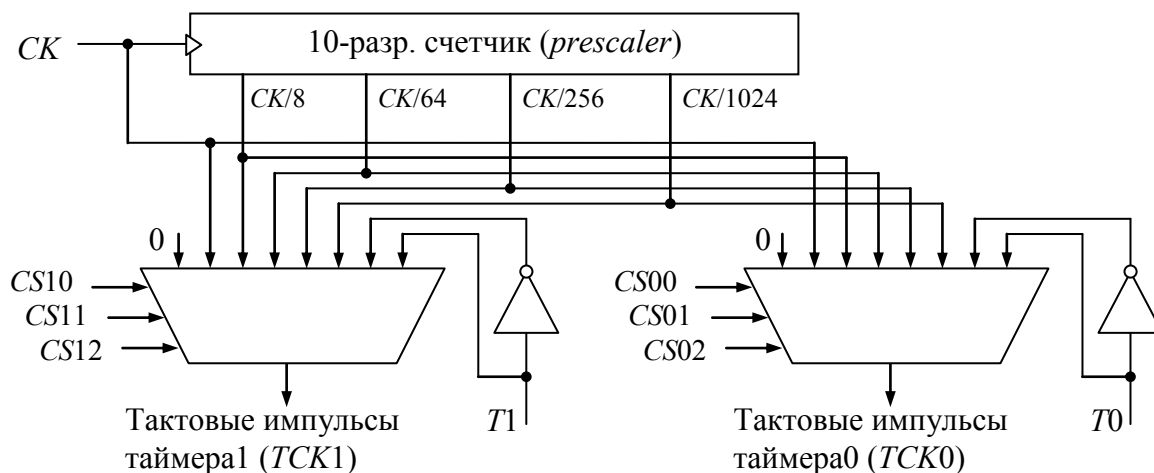 10-разр. счетчик (prescaler)
CK
CK/8
CK/64
CK/256
CK/1024
0
0
CS10
CS11
CS12
CS00
CS01
CS02
Тактовые импульсы
таймера1 (TCK1)
T1
Тактовые импульсы
таймера0 (TCK0)
T0